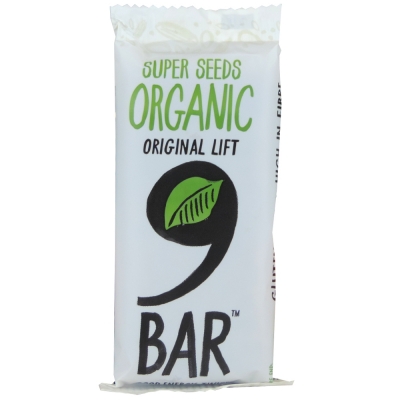 SUPER SEEDS
ORGANIC
ORIGINAL LIFT
9
BAR™
HIGH IN FIBRE